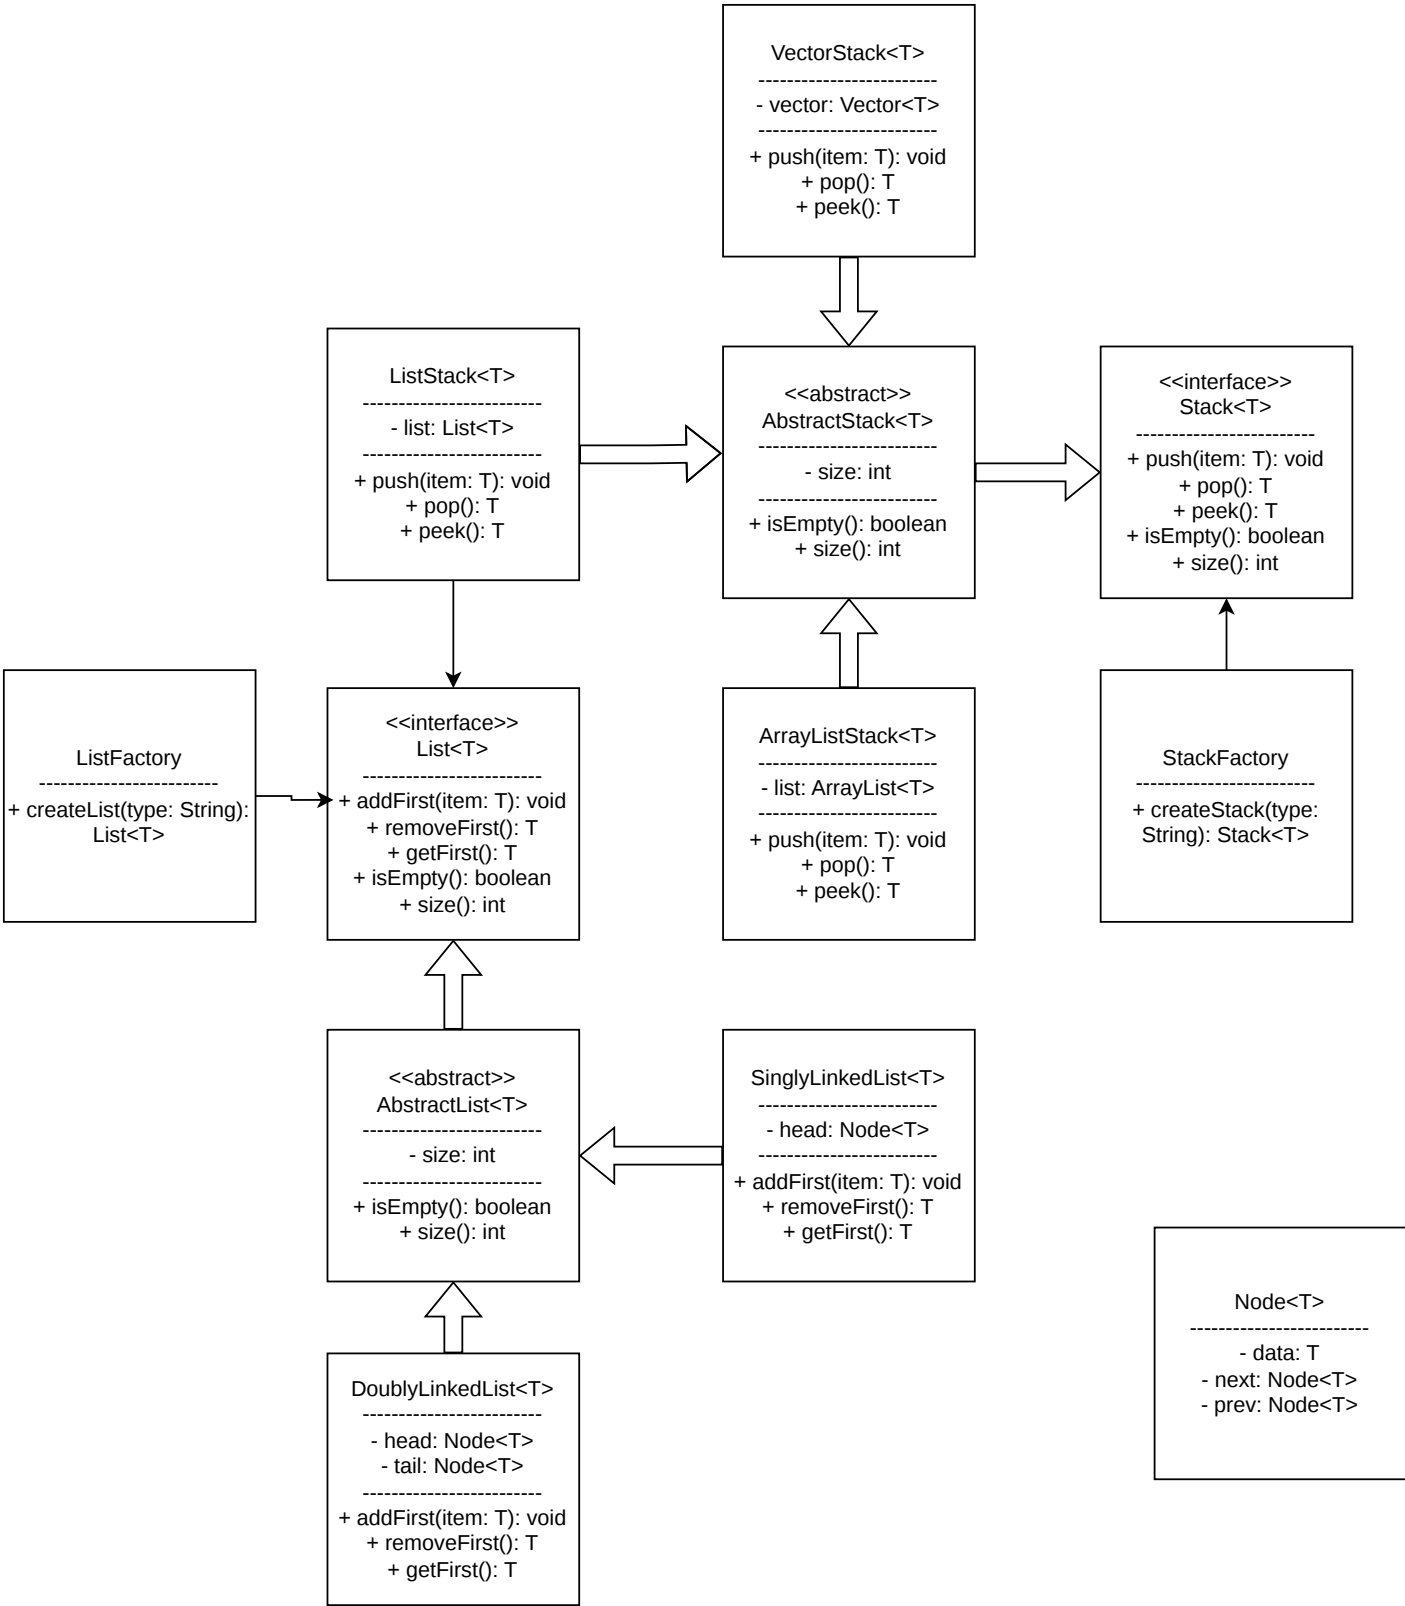 VectorStack<T>
-------------------------
- vector: Vector<T>
-------------------------
+ push(item: T): void
+ pop(): T
+ peek(): T
ListStack<T>
-------------------------
- list: List<T>
-------------------------
+ push(item: T): void
+ pop(): T
+ peek(): T
<<abstract>>
AbstractStack<T>
-------------------------
- size: int
-------------------------
+ isEmpty(): boolean
+ size(): int
<<interface>>
Stack<T>
-------------------------
+ push(item: T): void
+ pop(): T
+ peek(): T
+ isEmpty(): boolean
+ size(): int
ListFactory
-------------------------
+ createList(type: String):
List<T>
<<interface>>
List<T>
-------------------------
+ addFirst(item: T): void
+ removeFirst(): T
+ getFirst(): T
+ isEmpty(): boolean
+ size(): int
ArrayListStack<T>
-------------------------
- list: ArrayList<T>
-------------------------
+ push(item: T): void
+ pop(): T
+ peek(): T
StackFactory
-------------------------
+ createStack(type:
String): Stack<T>
<<abstract>>
AbstractList<T>
-------------------------
- size: int
-------------------------
+ isEmpty(): boolean
+ size(): int
SinglyLinkedList<T>
-------------------------
- head: Node<T>
-------------------------
+ addFirst(item: T): void
+ removeFirst(): T
+ getFirst(): T
Node<T>
-------------------------
- data: T
- next: Node<T>
- prev: Node<T>
DoublyLinkedList<T>
-------------------------
- head: Node<T>
- tail: Node<T>
-------------------------
+ addFirst(item: T): void
+ removeFirst(): T
+ getFirst(): T